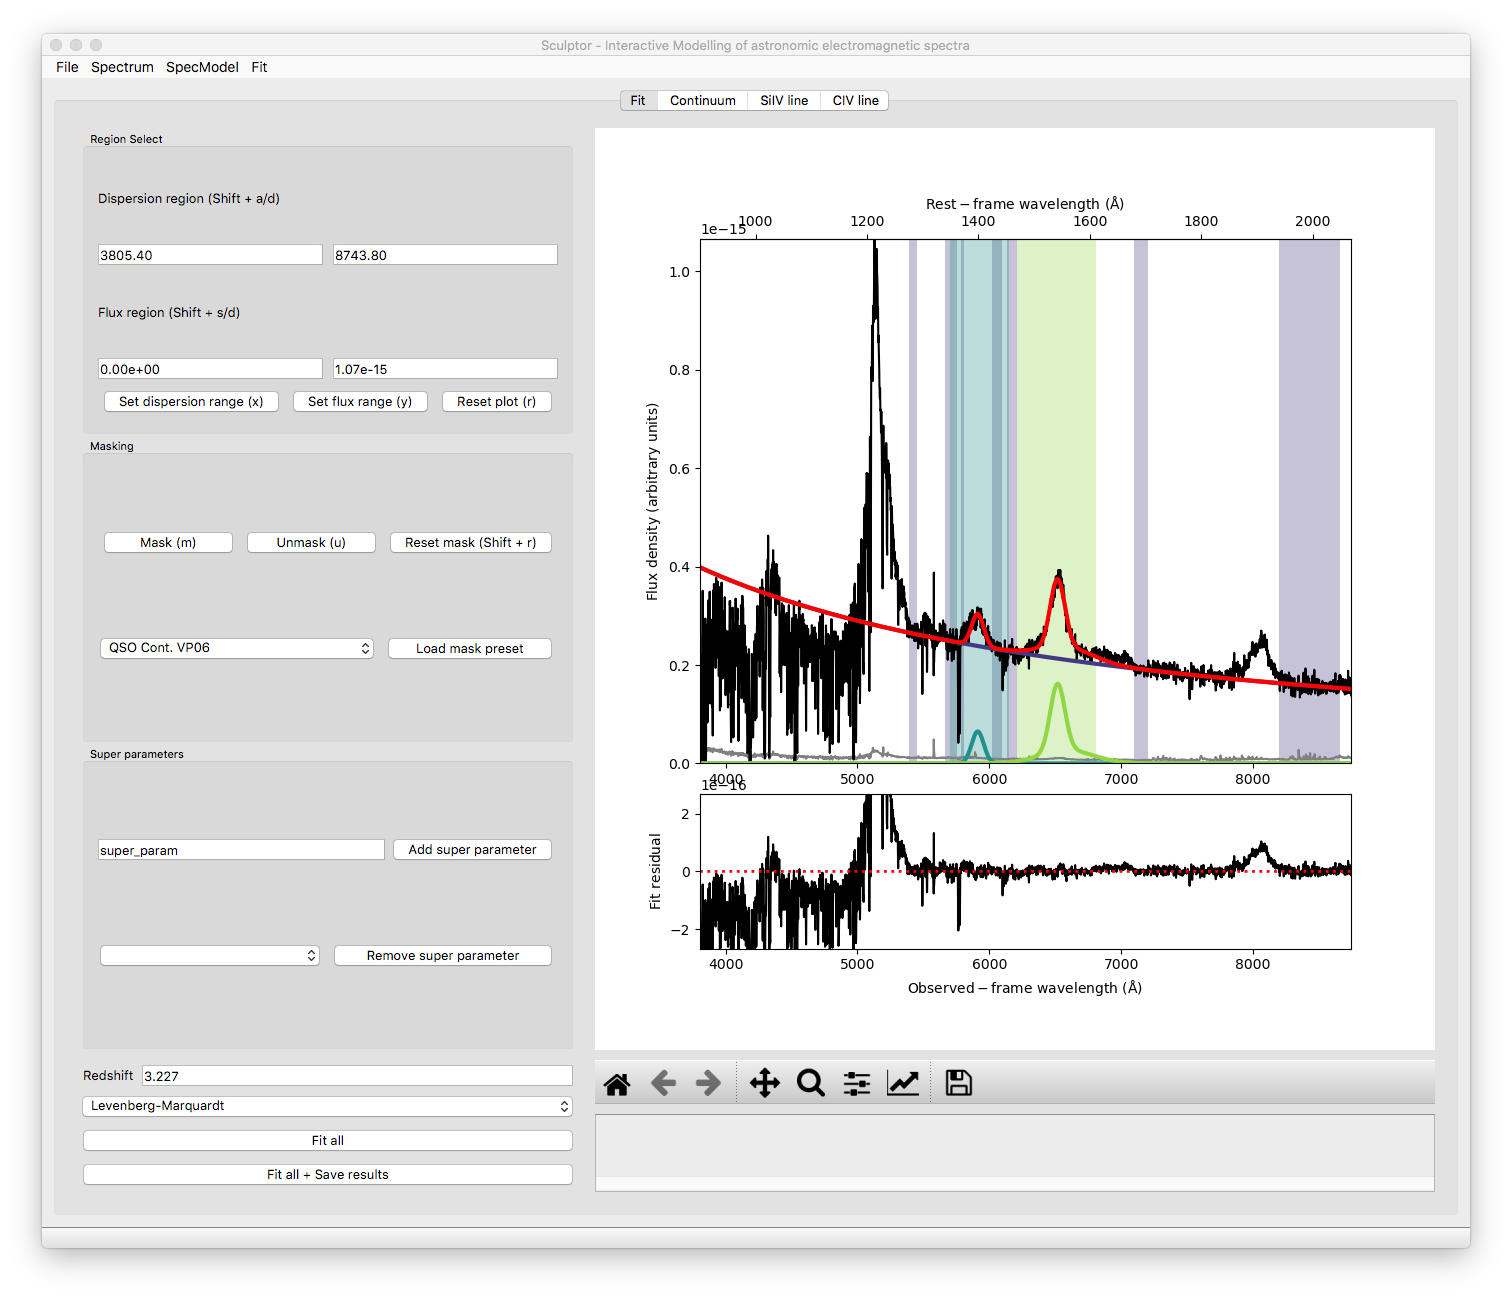 Sculptor - Interactive Modelling of astronomic electromagnetic spectra
File Spectrum SpecModel Fit
Fit Continuum SiIV line CIV line
Region Select
Dispersion region (Shift + a/d)
3805.40 8743.80
Flux region (Shift + s/d)
0.00e+00 1.07e-15
Set dispersion range (x) Set flux range (y) Reset plot (r)
Masking
Mask (m) Unmask (u) Reset mask (Shift + r)
QSO Cont. VP06 Load mask preset
Super parameters
super_param Add super parameter
Remove super parameter
Redshift 3.227
Levenberg-Marquardt
Fit all
Fit all + Save results
Rest − frame wavelength (Å)
1000 1200 1400 1600 1800 2000
1e−15
1.0
0.8
0.6
0.4
0.2
0.0
Flux density (arbitrary units)
4000 5000 6000 7000 8000
1e−16
2
0
−2
Fit residual
4000 5000 6000 7000 8000
Observed − frame wavelength (Å)